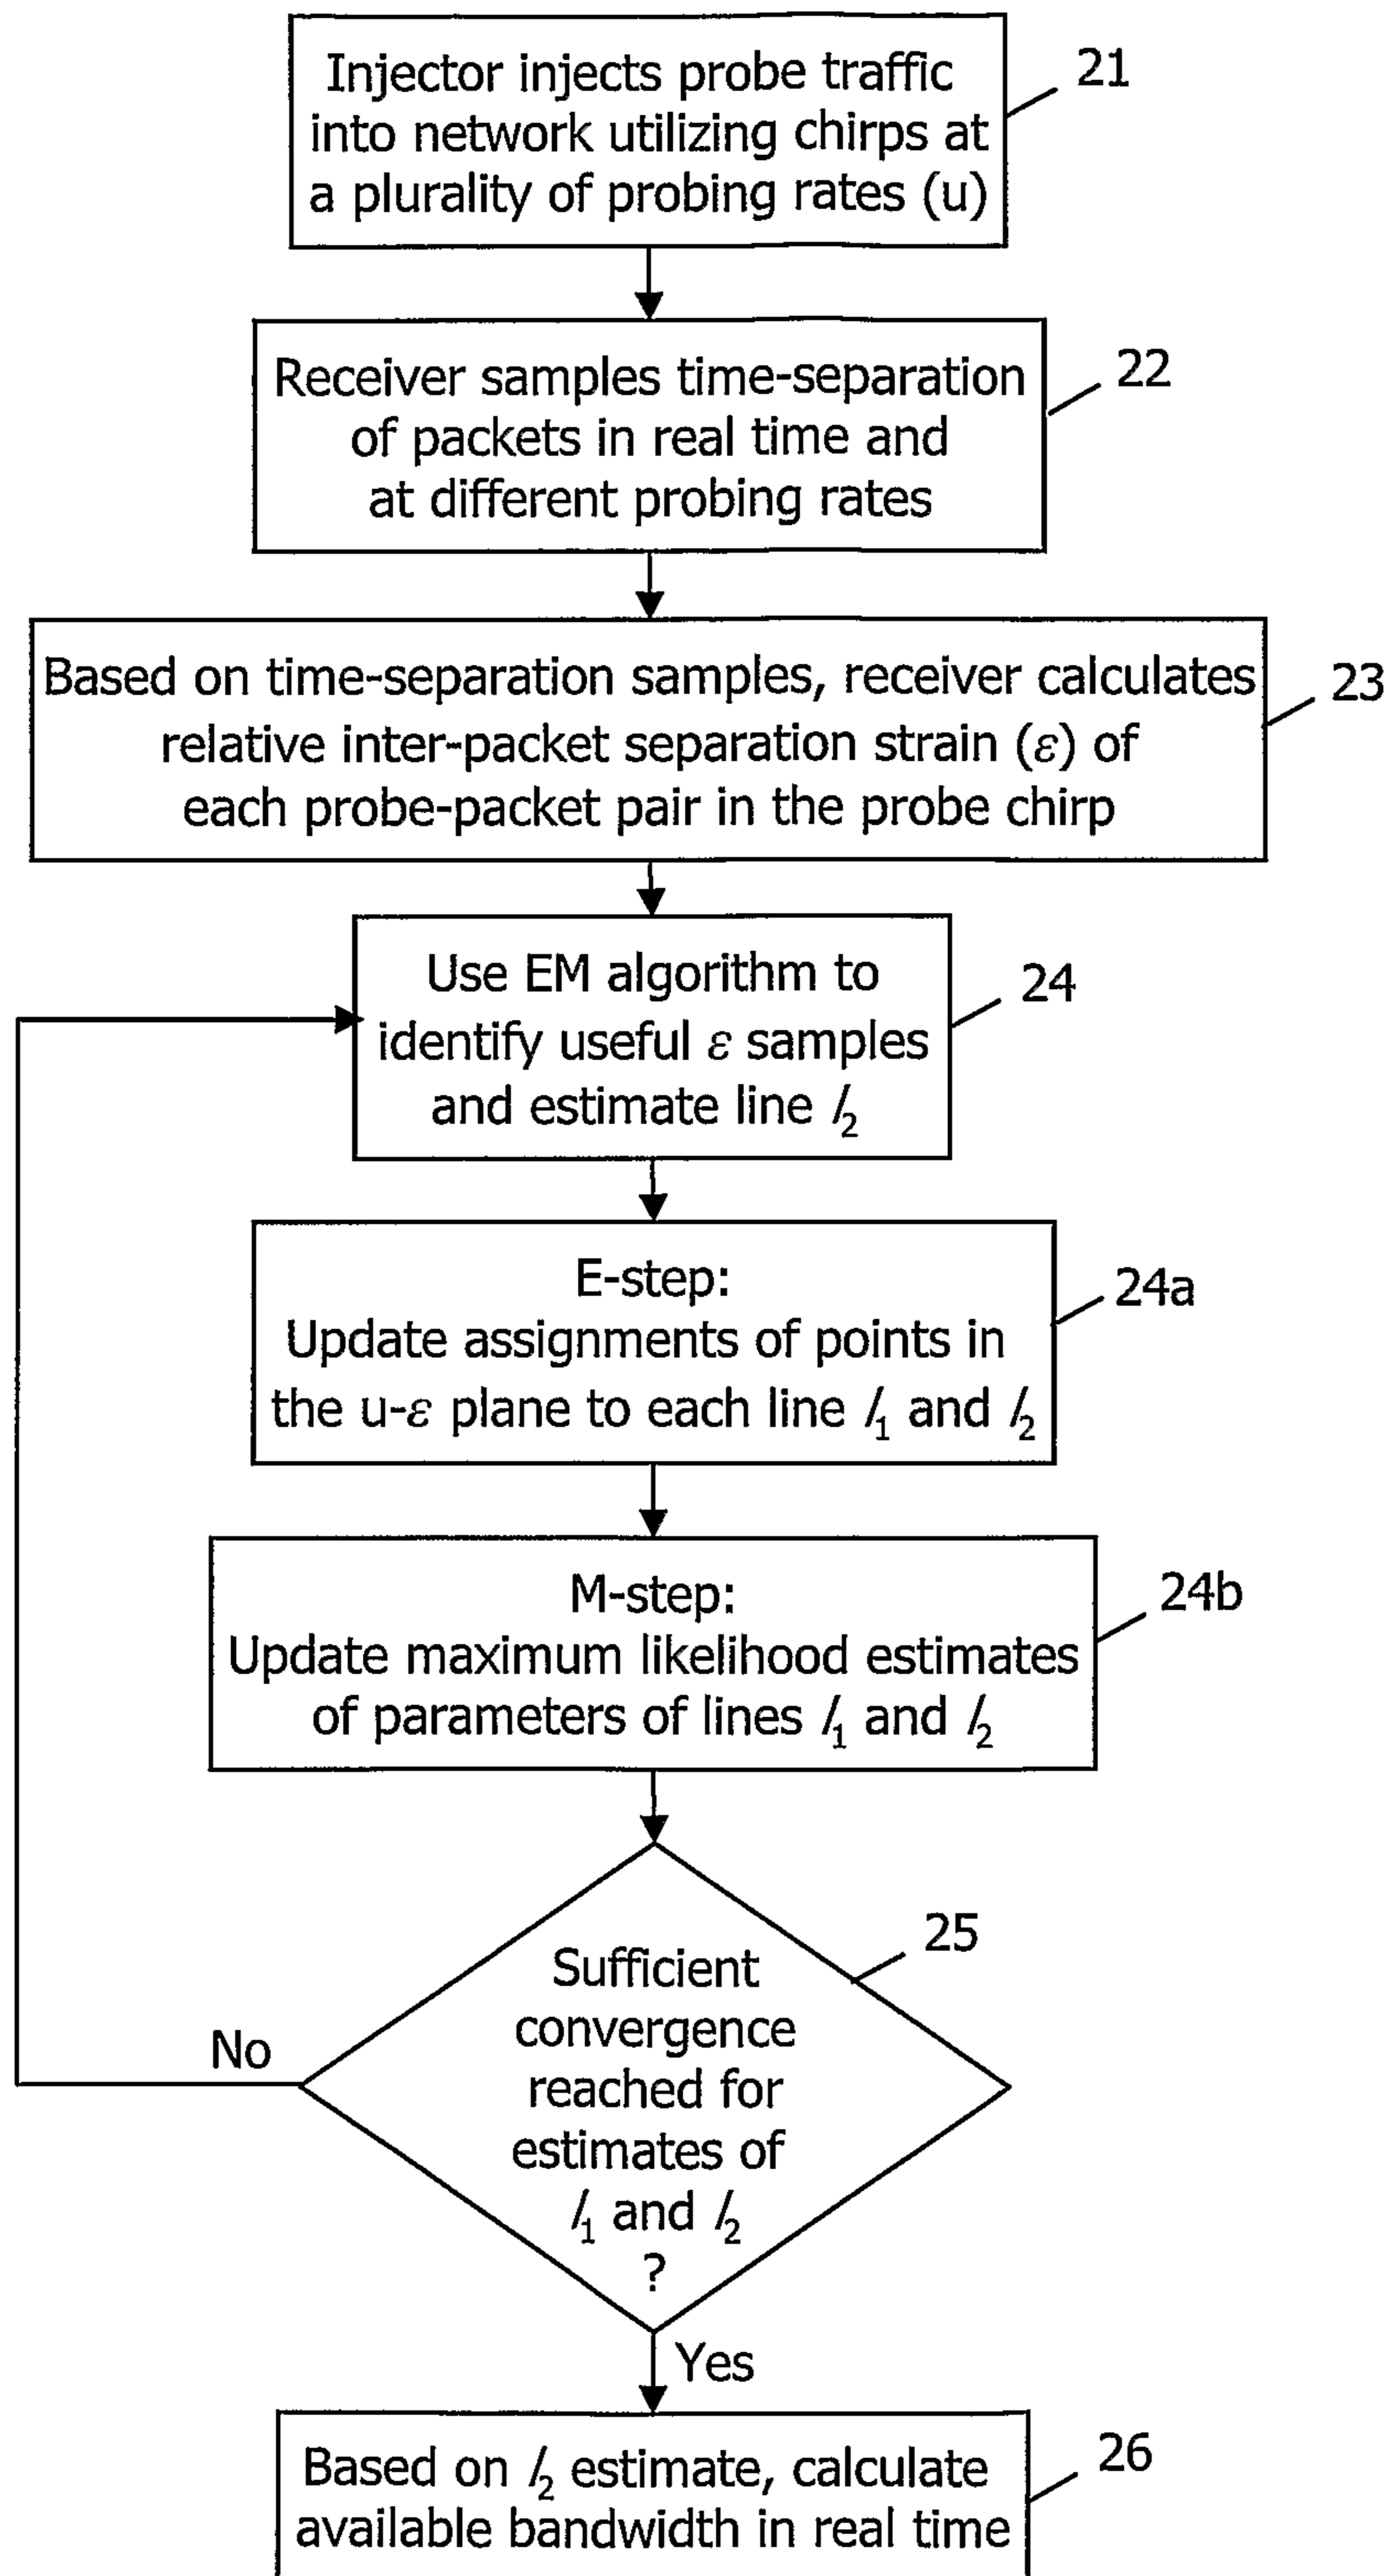 Injector injects probe traffic
into network utilizing chirps at
a plurality of probing rates (u)
21
Receiver samples time-separation
of packets in real time and
at different probing rates
22
Based on time-separation samples, receiver calculates
relative inter-packet separation strain (ε) of
each probe-packet pair in the probe chirp
23
Use EM algorithm to
identify useful ε samples
and estimate line l₂
24
E-step:
Update assignments of points in
the u-ε plane to each line l₁ and l₂
24a
M-step:
Update maximum likelihood estimates
of parameters of lines l₁ and l₂
24b
Sufficient
convergence
reached for
estimates of
l₁ and l₂
?
25
No
Yes
Based on l₂ estimate, calculate
available bandwidth in real time
26